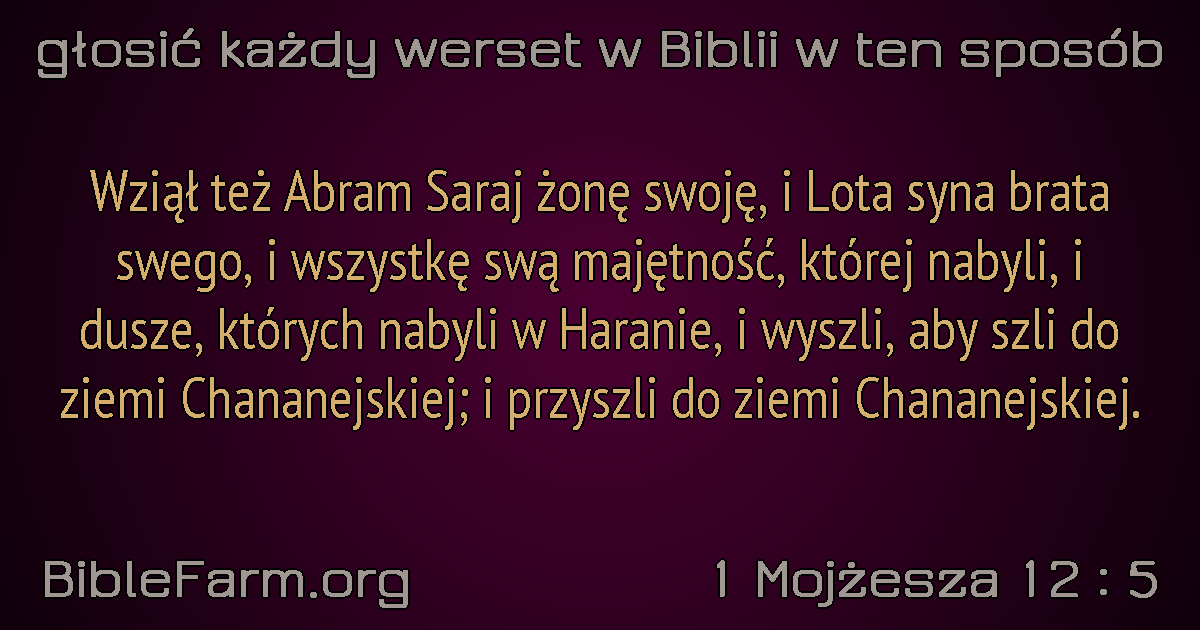 głosić każdy werset w Biblii w ten sposób
Wziął też Abram Saraj żonę swoję, i Lota syna brata
swego, i wszystkę swą majętność, której nabyli, i
dusze, których nabyli w Haranie, i wyszli, aby szli do
ziemi Chananejskiej; i przyszli do ziemi Chananejskiej.
BibleFarm.org
1 Mojżesza 12 : 5